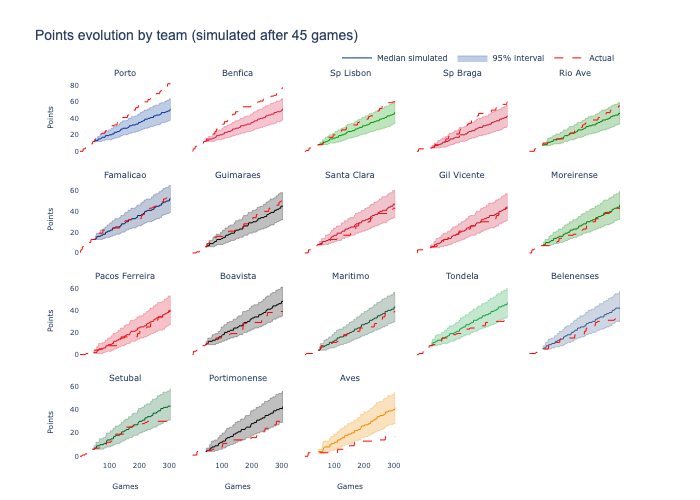 Points evolution by team (simulated after 45 games)
Median simulated 95% interval Actual
Porto Benfica Sp Lisbon Sp Braga Rio Ave
80
60
40
20
0
Points
Famalicao Guimaraes Santa Clara Gil Vicente Moreirense
60
40
20
0
Points
Pacos Ferreira Boavista Maritimo Tondela Belenenses
60
40
20
0
Points
Setubal Portimonense Aves
60
40
20
0
Points
100 200 300 100 200 300 100 200 300
Games Games Games